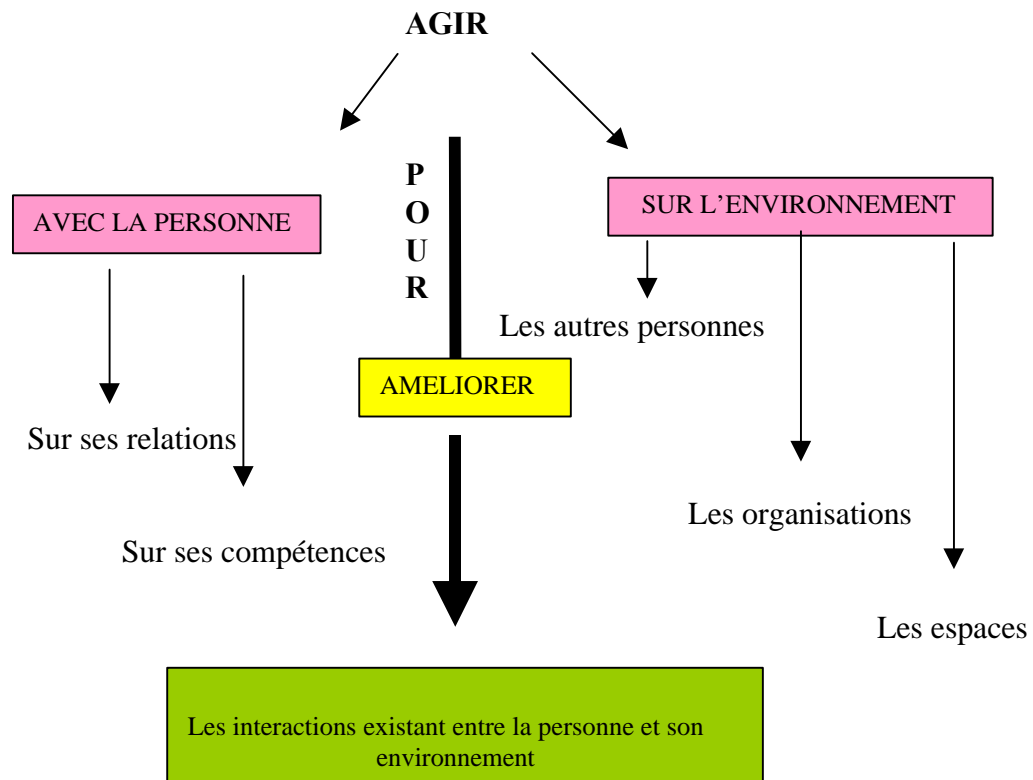 AGIR
P
O
U
R
AVEC LA PERSONNE
SUR L’ENVIRONNEMENT
Les autres personnes
AMELIORER
Sur ses relations
Les organisations
Sur ses compétences
Les espaces
Les interactions existant entre la personne et son
environnement